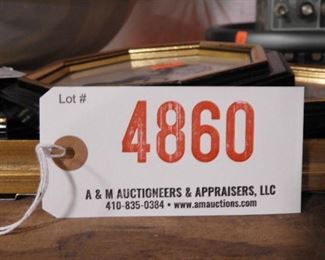 Lot #
4860
A & M AUCTIONEERS & APPRAISERS, LLC
410-835-0384 • www.amauctions.com